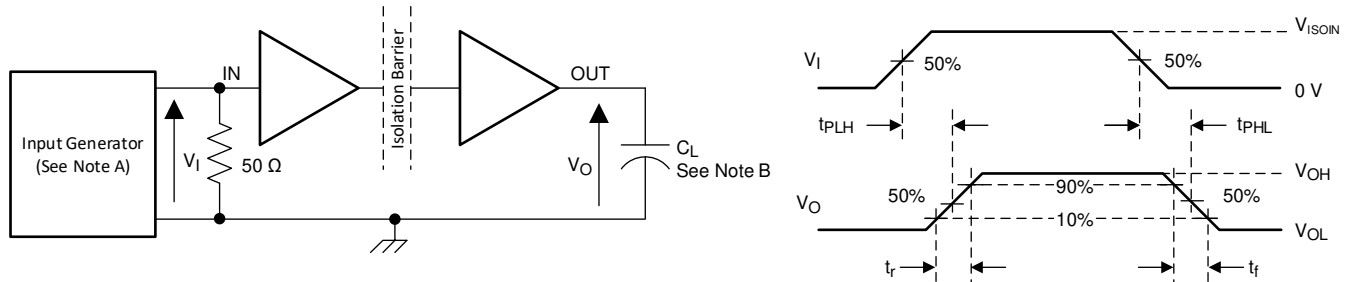 Input Generator
(See Note A)
IN
V_I
50 Ω
Isolation Barrier
OUT
V_O
C_L
See Note B
V_I
50%
50%
V_ISOIN
0 V
t_PLH
t_PHL
V_O
50%
90%
10%
50%
V_OH
V_OL
t_r
t_f